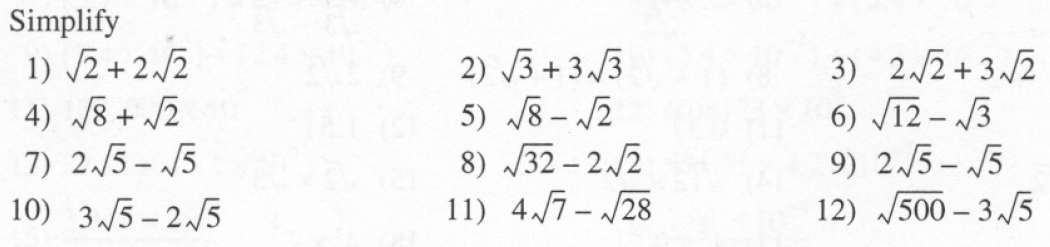 Simplify
1) √2 + 2√2 2) √3 + 3√3 3) 2√2 + 3√2
4) √8 + √2 5) √8 – √2 6) √12 – √3
7) 2√5 – √5 8) √32 – 2√2 9) 2√5 – √5
10) 3√5 – 2√5 11) 4√7 – √28 12) √500 – 3√5